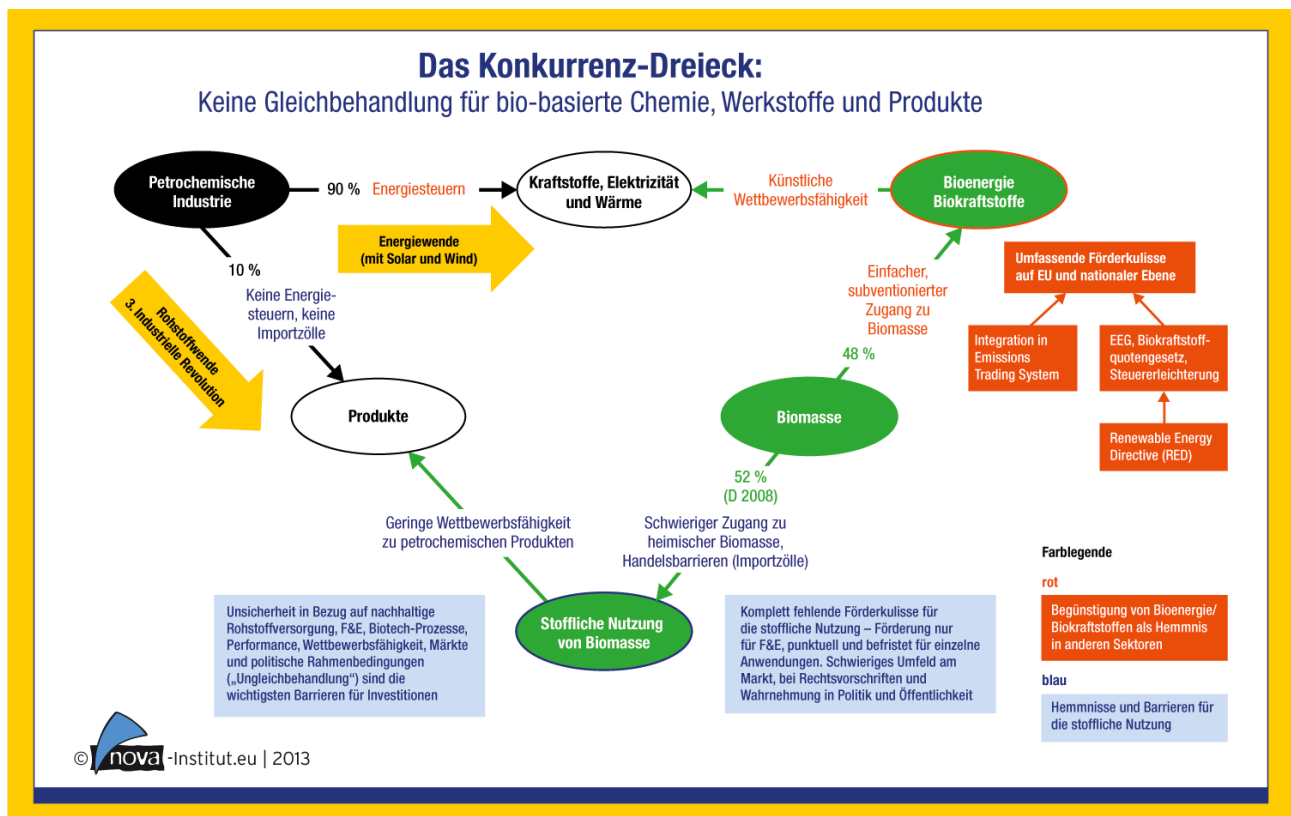 Das Konkurrenz-Dreieck:
Keine Gleichbehandlung für bio-basierte Chemie, Werkstoffe und Produkte
Petrochemische
Industrie
90 %
Energiesteuern
Kraftstoffe, Elektrizität
und Wärme
Künstliche
Wettbewerbsfähigkeit
Bioenergie
Biokraftstoffe
Energiewende
(mit Solar und Wind)
10 %
Keine Energie-
steuern, keine
Importzölle
Rohstoffwende
3. Industrielle Revolution
Einfacher,
subventionierter
Zugang zu
Biomasse
48 %
Umfassende Förderkulisse
auf EU und nationaler Ebene
Integration in
Emissions
Trading System
EEG, Biokraftstoff-
quotengesetz,
Steuererleichterung
Renewable Energy
Directive (RED)
Produkte
Biomasse
52 %
(D 2008)
Geringe Wettbewerbsfähigkeit
zu petrochemischen Produkten
Schwieriger Zugang zu
heimischer Biomasse,
Handelsbarrieren (Importzölle)
Stoffliche Nutzung
von Biomasse
Unsicherheit in Bezug auf nachhaltige
Rohstoffversorgung, F&E, Biotech-Prozesse,
Performance, Wettbewerbsfähigkeit, Märkte
und politische Rahmenbedingungen
(„Ungleichbehandlung“) sind die
wichtigsten Barrieren für Investitionen
Komplett fehlende Förderkulisse für
die stoffliche Nutzung – Förderung nur
für F&E, punktuell und befristet für einzelne
Anwendungen. Schwieriges Umfeld am
Markt, bei Rechtsvorschriften und
Wahrnehmung in Politik und Öffentlichkeit
Farblegende
rot
Begünstigung von Bioenergie/
Biokraftstoffen als Hemmnis
in anderen Sektoren
blau
Hemmnisse und Barrieren für
die stoffliche Nutzung
© nova-Institut.eu | 2013